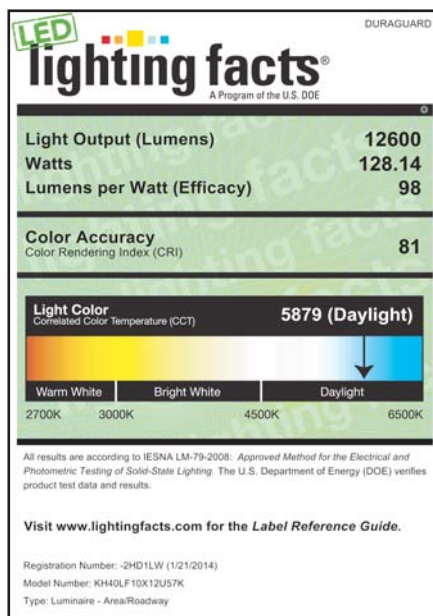 DURAGUARD
LED
lighting facts®
A Program of the U.S. DOE
Light Output (Lumens) 12600
Watts 128.14
Lumens per Watt (Efficacy) 98
Color Accuracy 81
Color Rendering Index (CRI)
Light Color 5879 (Daylight)
Correlated Color Temperature (CCT)
Warm White Bright White Daylight
2700K 3000K 4500K 6500K
All results are according to IESNA LM-79-2008: Approved Method for the Electrical and
Photometric Testing of Solid-State Lighting. The U.S. Department of Energy (DOE) verifies
product test data and results.
Visit www.lightingfacts.com for the Label Reference Guide.
Registration Number: -2HD1LW (1/21/2014)
Model Number: KH40LF10X12U57K
Type: Luminaire - Area/Roadway